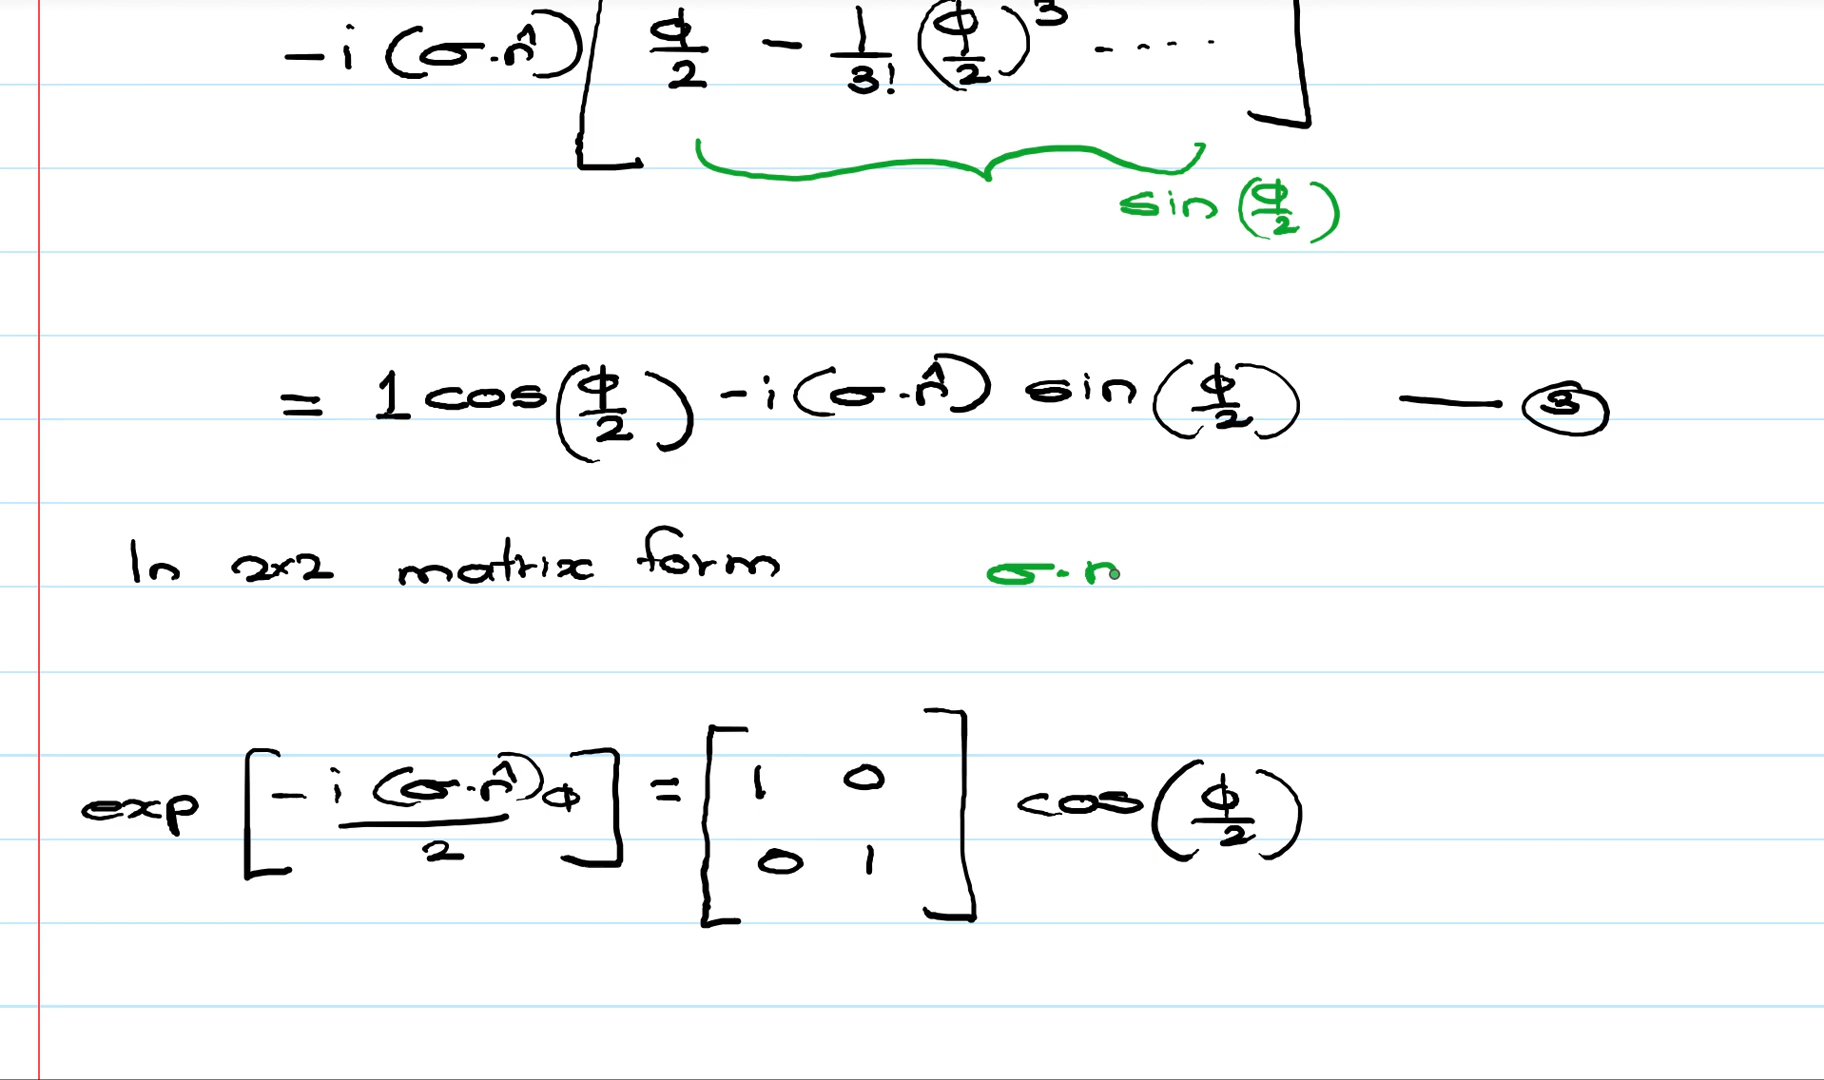 -i (σ.n̂) [ ϕ/2 - 1/3! (ϕ/2)³ - . . . . ]
sin (ϕ/2)
= 1 cos(ϕ/2) - i (σ.n̂) sin (ϕ/2) — ③
In 2x2 matrix form σ.n
exp [ -i (σ.n̂)ϕ / 2 ] = [ 1 0
0 1 ] cos(ϕ/2)